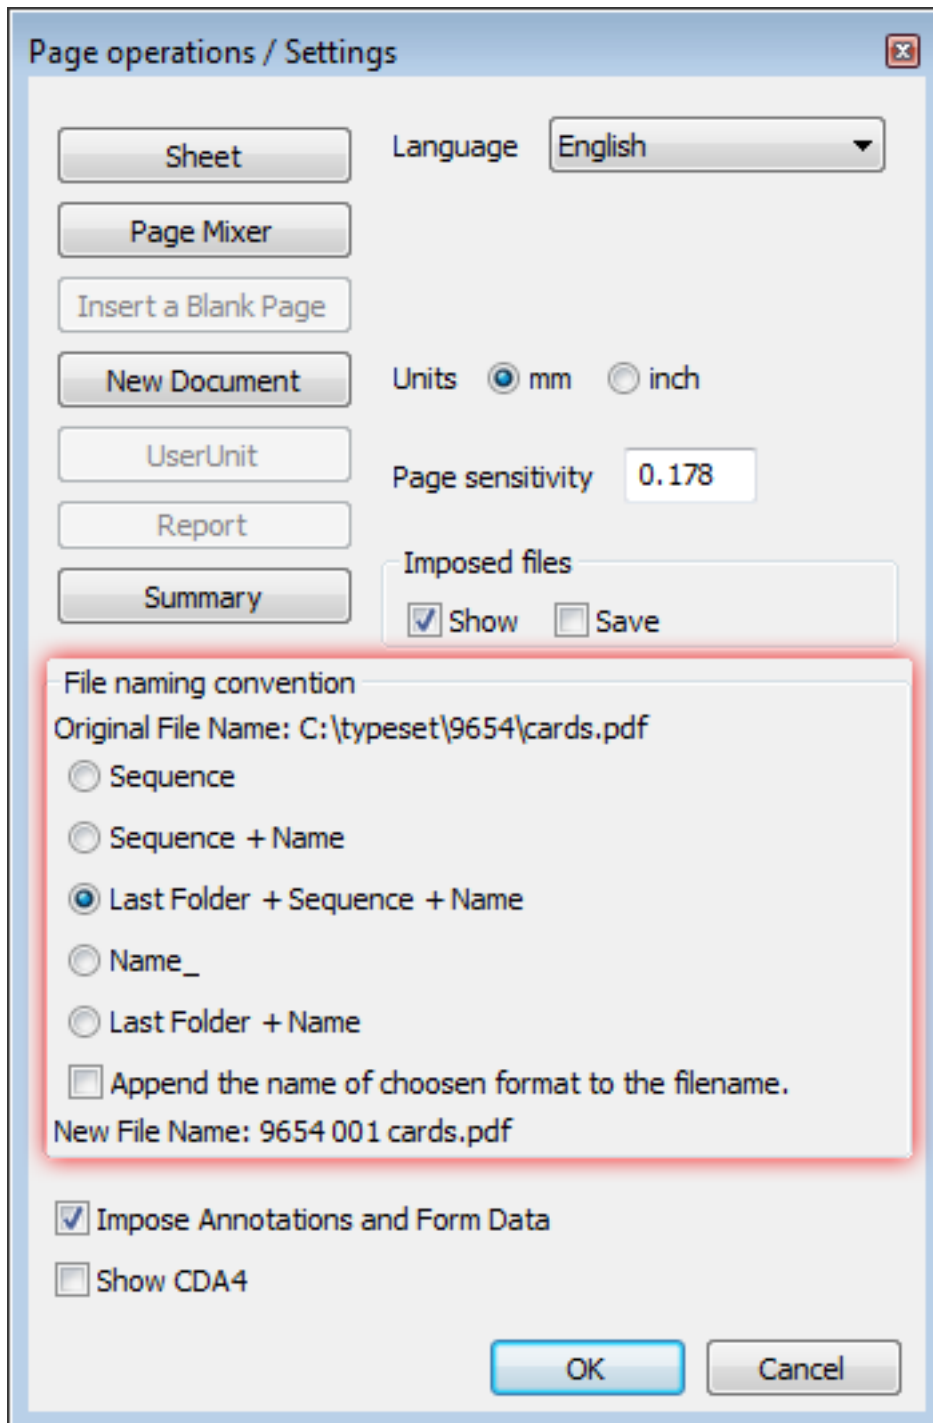 Page operations / Settings
Sheet
Language English
Page Mixer
Insert a Blank Page
New Document
Units mm inch
UserUnit
Page sensitivity 0.178
Report
Imposed files
Summary
Show Save
File naming convention
Original File Name: C:\typeset\9654\cards.pdf
Sequence
Sequence + Name
Last Folder + Sequence + Name
Name_
Last Folder + Name
Append the name of choosen format to the filename.
New File Name: 9654 001 cards.pdf
Impose Annotations and Form Data
Show CDA4
OK Cancel